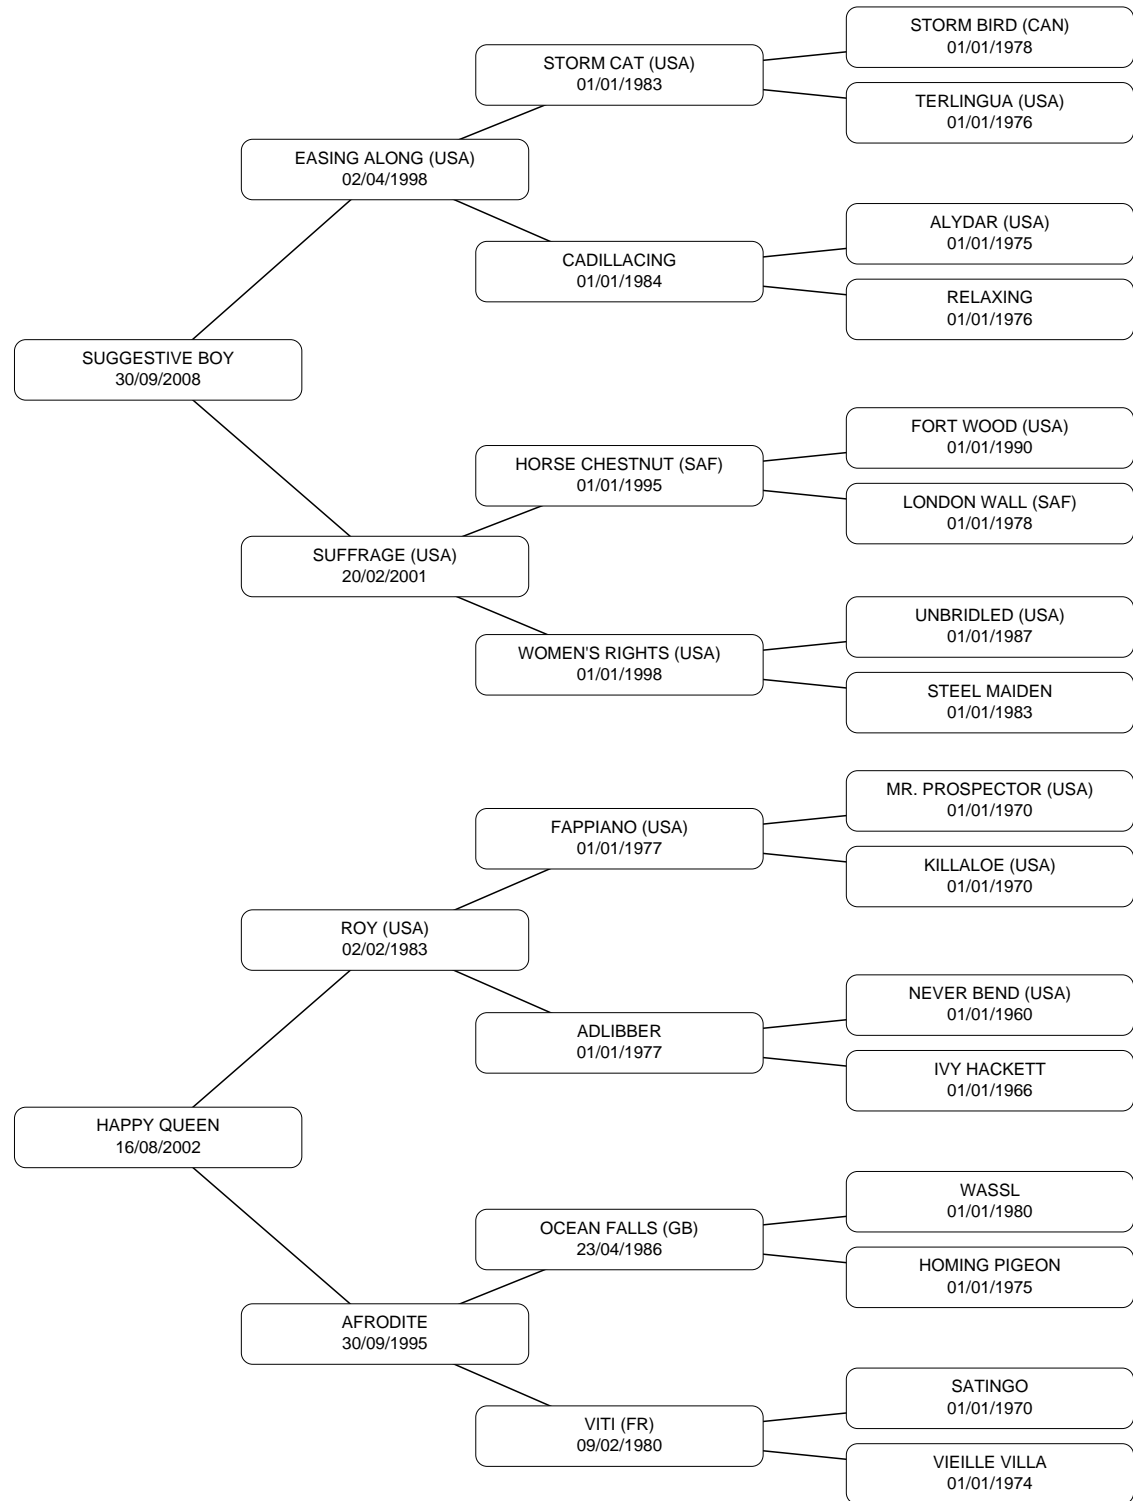 STORM BIRD (CAN)
01/01/1978
STORM CAT (USA)
01/01/1983
TERLINGUA (USA)
01/01/1976
EASING ALONG (USA)
02/04/1998
ALYDAR (USA)
01/01/1975
CADILLACING
01/01/1984
RELAXING
01/01/1976
SUGGESTIVE BOY
30/09/2008
FORT WOOD (USA)
01/01/1990
HORSE CHESTNUT (SAF)
01/01/1995
LONDON WALL (SAF)
01/01/1978
SUFFRAGE (USA)
20/02/2001
UNBRIDLED (USA)
01/01/1987
WOMEN'S RIGHTS (USA)
01/01/1998
STEEL MAIDEN
01/01/1983
MR. PROSPECTOR (USA)
01/01/1970
FAPPIANO (USA)
01/01/1977
KILLALOE (USA)
01/01/1970
ROY (USA)
02/02/1983
NEVER BEND (USA)
01/01/1960
ADLIBBER
01/01/1977
IVY HACKETT
01/01/1966
HAPPY QUEEN
16/08/2002
WASSL
01/01/1980
OCEAN FALLS (GB)
23/04/1986
HOMING PIGEON
01/01/1975
AFRODITE
30/09/1995
SATINGO
01/01/1970
VITI (FR)
09/02/1980
VIEILLE VILLA
01/01/1974